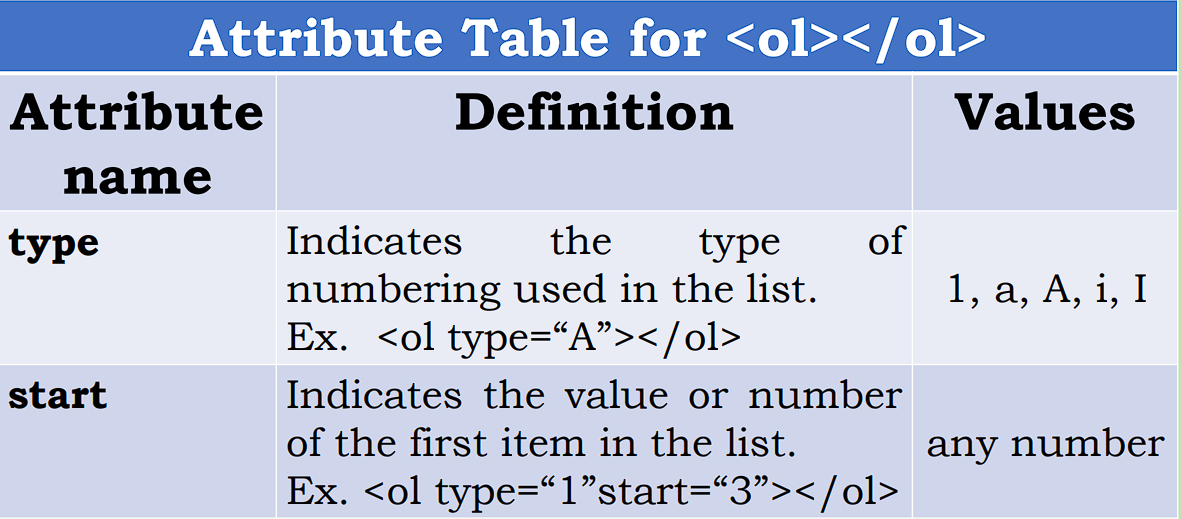 Attribute Table for <ol></ol>
Attribute
name
Definition
Values
type
Indicates the type of
numbering used in the list.
Ex. <ol type=“A”></ol>
1, a, A, i, I
start
Indicates the value or number
of the first item in the list.
Ex. <ol type=“1”start=“3”></ol>
any number